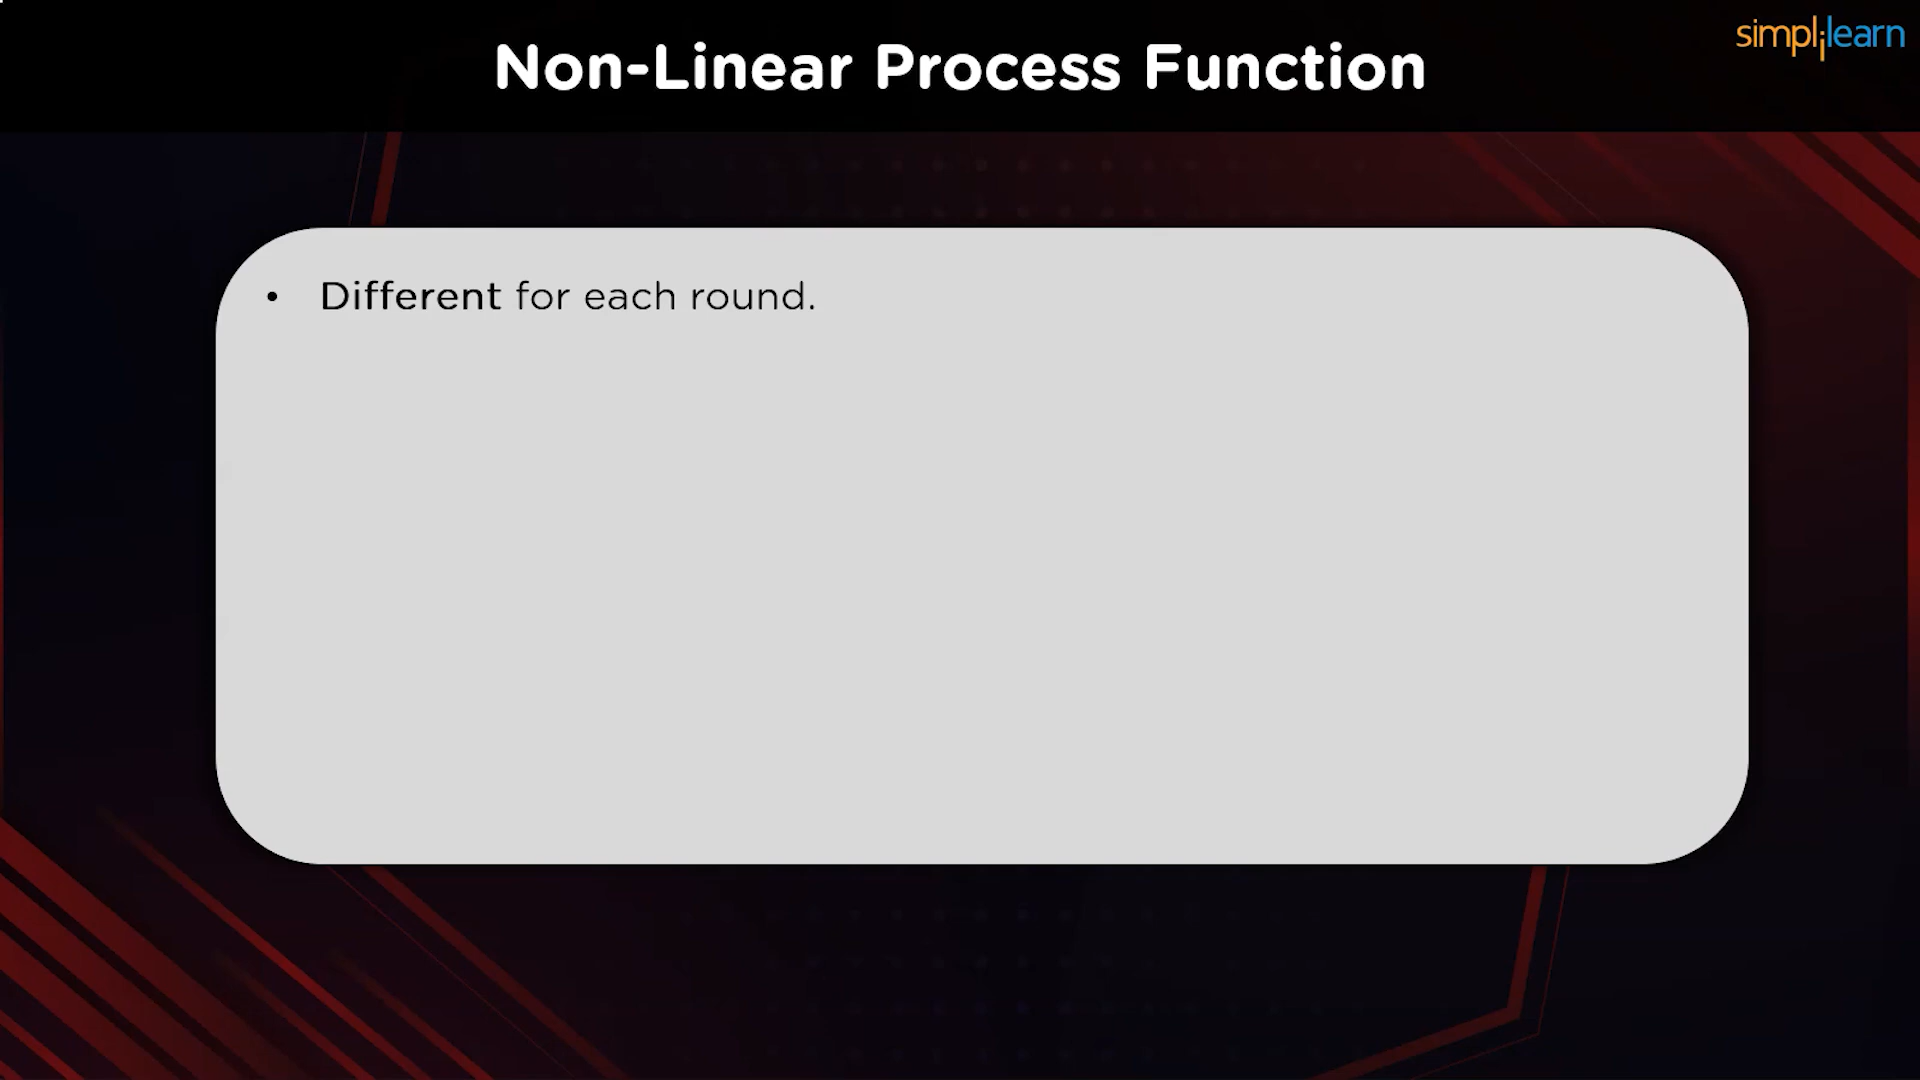 Non-Linear Process Function
simplilearn
• Different for each round.